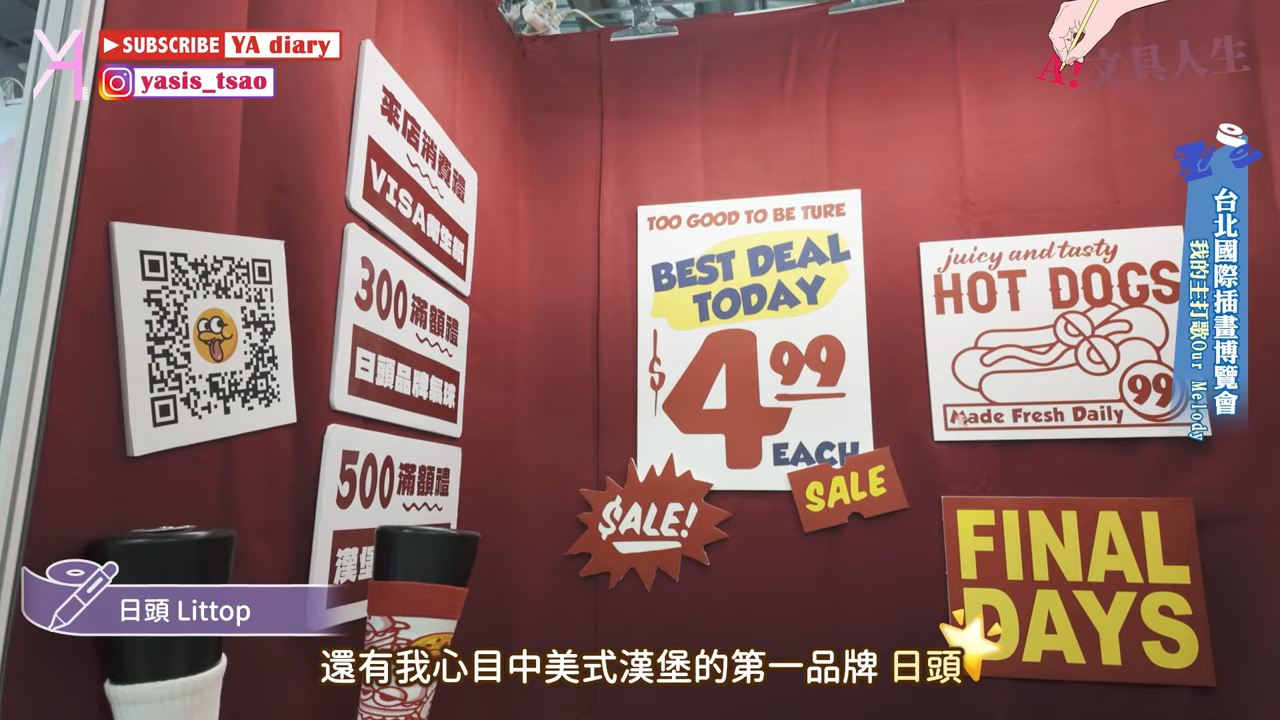 YA
SUBSCRIBE YA diary
yasis_tsao
A! 文具人生
台北國際插畫博覽會
我的主打歌Our Melody
來店消費禮
VISA衛生紙
300滿額禮
日頭品牌氣球
500滿額禮
漢堡
TOO GOOD TO BE TURE
BEST DEAL
TODAY
$4.99
EACH
$ALE!
SALE
juicy and tasty
HOT DOGS
99
Made Fresh Daily
FINAL
DAYS
日頭 Littop
還有我心目中美式漢堡的第一品牌 日頭